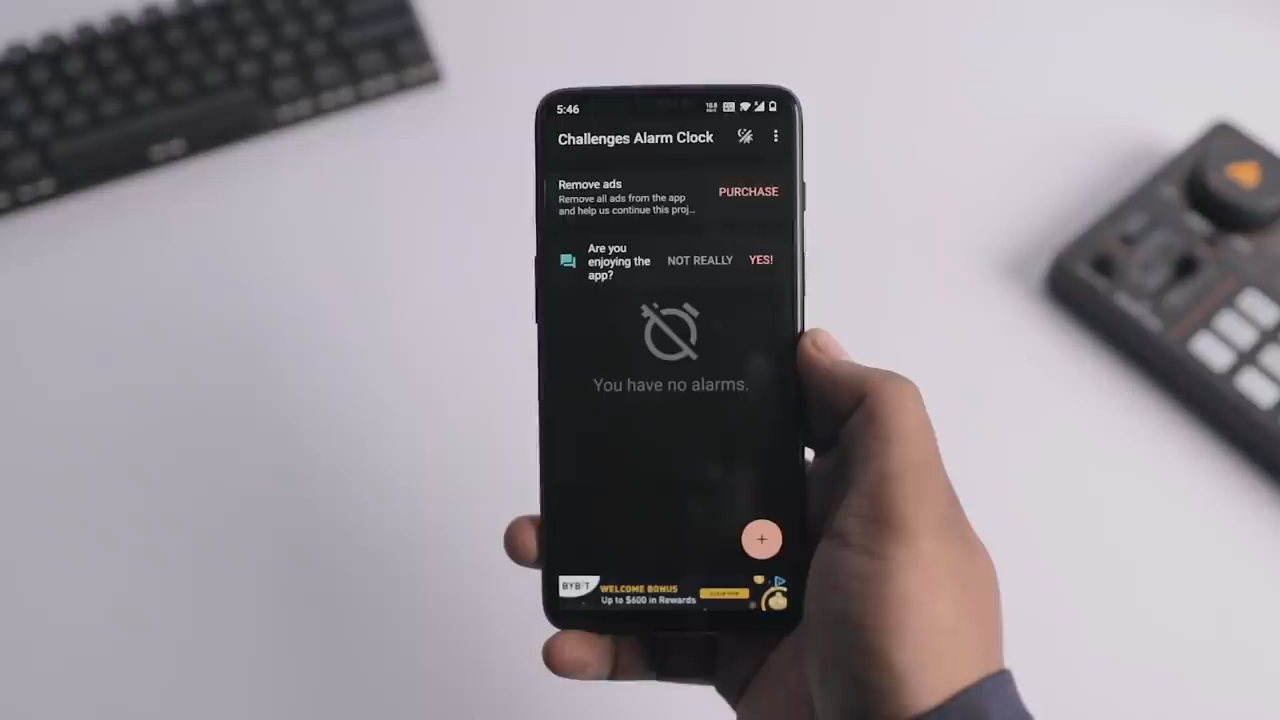 5:46
Challenges Alarm Clock
Remove ads
Remove all ads from the app
and help us continue this proj...
PURCHASE
Are you
enjoying the
app?
NOT REALLY
YES!
You have no alarms.
+
BYBIT
WELCOME BONUS
Up to $600 in Rewards